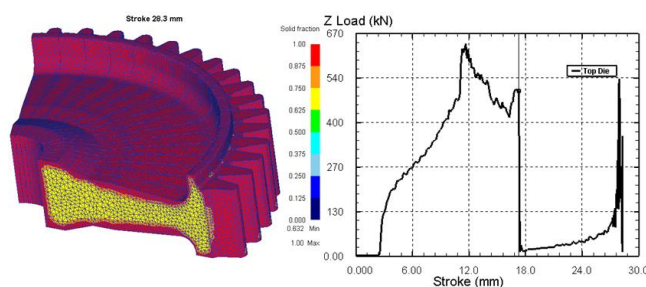 Stroke 28.3 mm
Solid fraction
1.00
0.875
0.750
0.625
0.500
0.375
0.250
0.125
0.000
0.632 Min
1.00 Max
Z Load (kN)
670
540
400
270
130
0.00
Top Die
0.000 6.00 12.0 18.0 24.0 30.0
Stroke (mm)